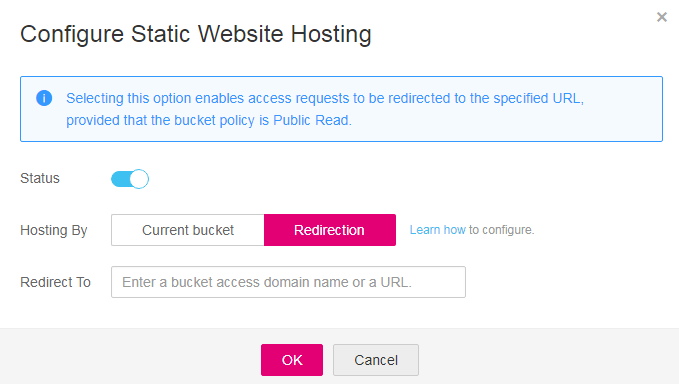 Configure Static Website Hosting
Selecting this option enables access requests to be redirected to the specified URL,
provided that the bucket policy is Public Read.
Status
Hosting By Current bucket Redirection Learn how to configure.
Redirect To Enter a bucket access domain name or a URL.
OK Cancel